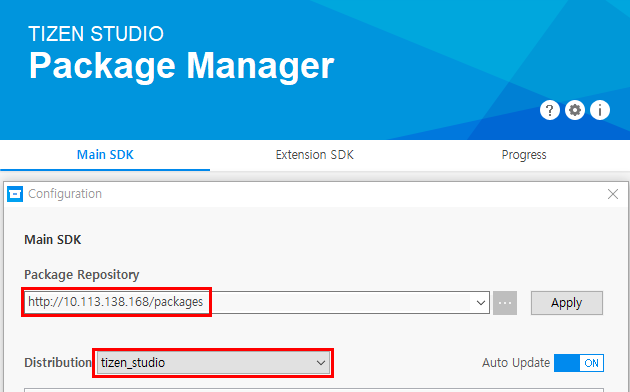 TIZEN STUDIO
Package Manager
? i
Main SDK Extension SDK Progress
Configuration
Main SDK
Package Repository
http://10.113.138.168/packages ... Apply
Distribution tizen_studio Auto Update ON